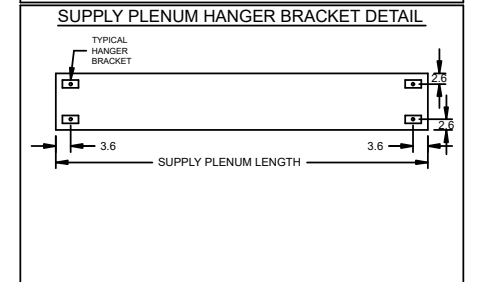 SUPPLY PLENUM HANGER BRACKET DETAIL
TYPICAL
HANGER
BRACKET
2.6
2.6
3.6
3.6
SUPPLY PLENUM LENGTH